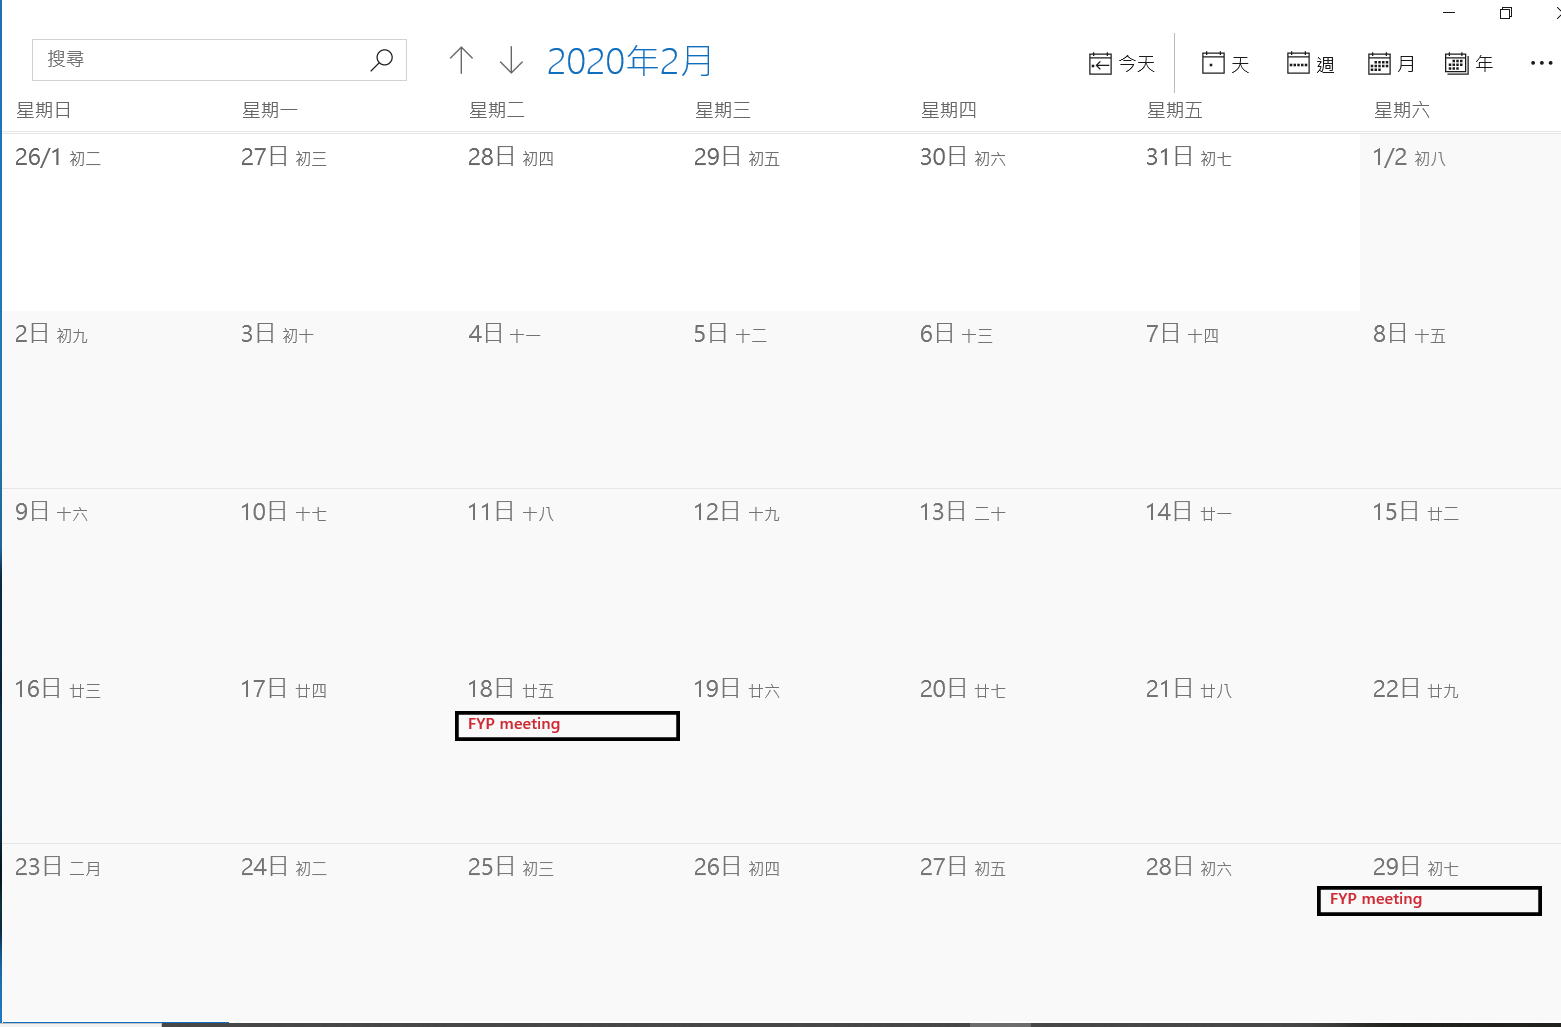 搜尋
2020年2月
今天
天
週
月
年
星期日 星期一 星期二 星期三 星期四 星期五 星期六
26/1 初二 27日 初三 28日 初四 29日 初五 30日 初六 31日 初七 1/2 初八
2日 初九 3日 初十 4日 十一 5日 十二 6日 十三 7日 十四 8日 十五
9日 十六 10日 十七 11日 十八 12日 十九 13日 二十 14日 廿一 15日 廿二
16日 廿三 17日 廿四 18日 廿五 19日 廿六 20日 廿七 21日 廿八 22日 廿九
FYP meeting
23日 二月 24日 初二 25日 初三 26日 初四 27日 初五 28日 初六 29日 初七
FYP meeting